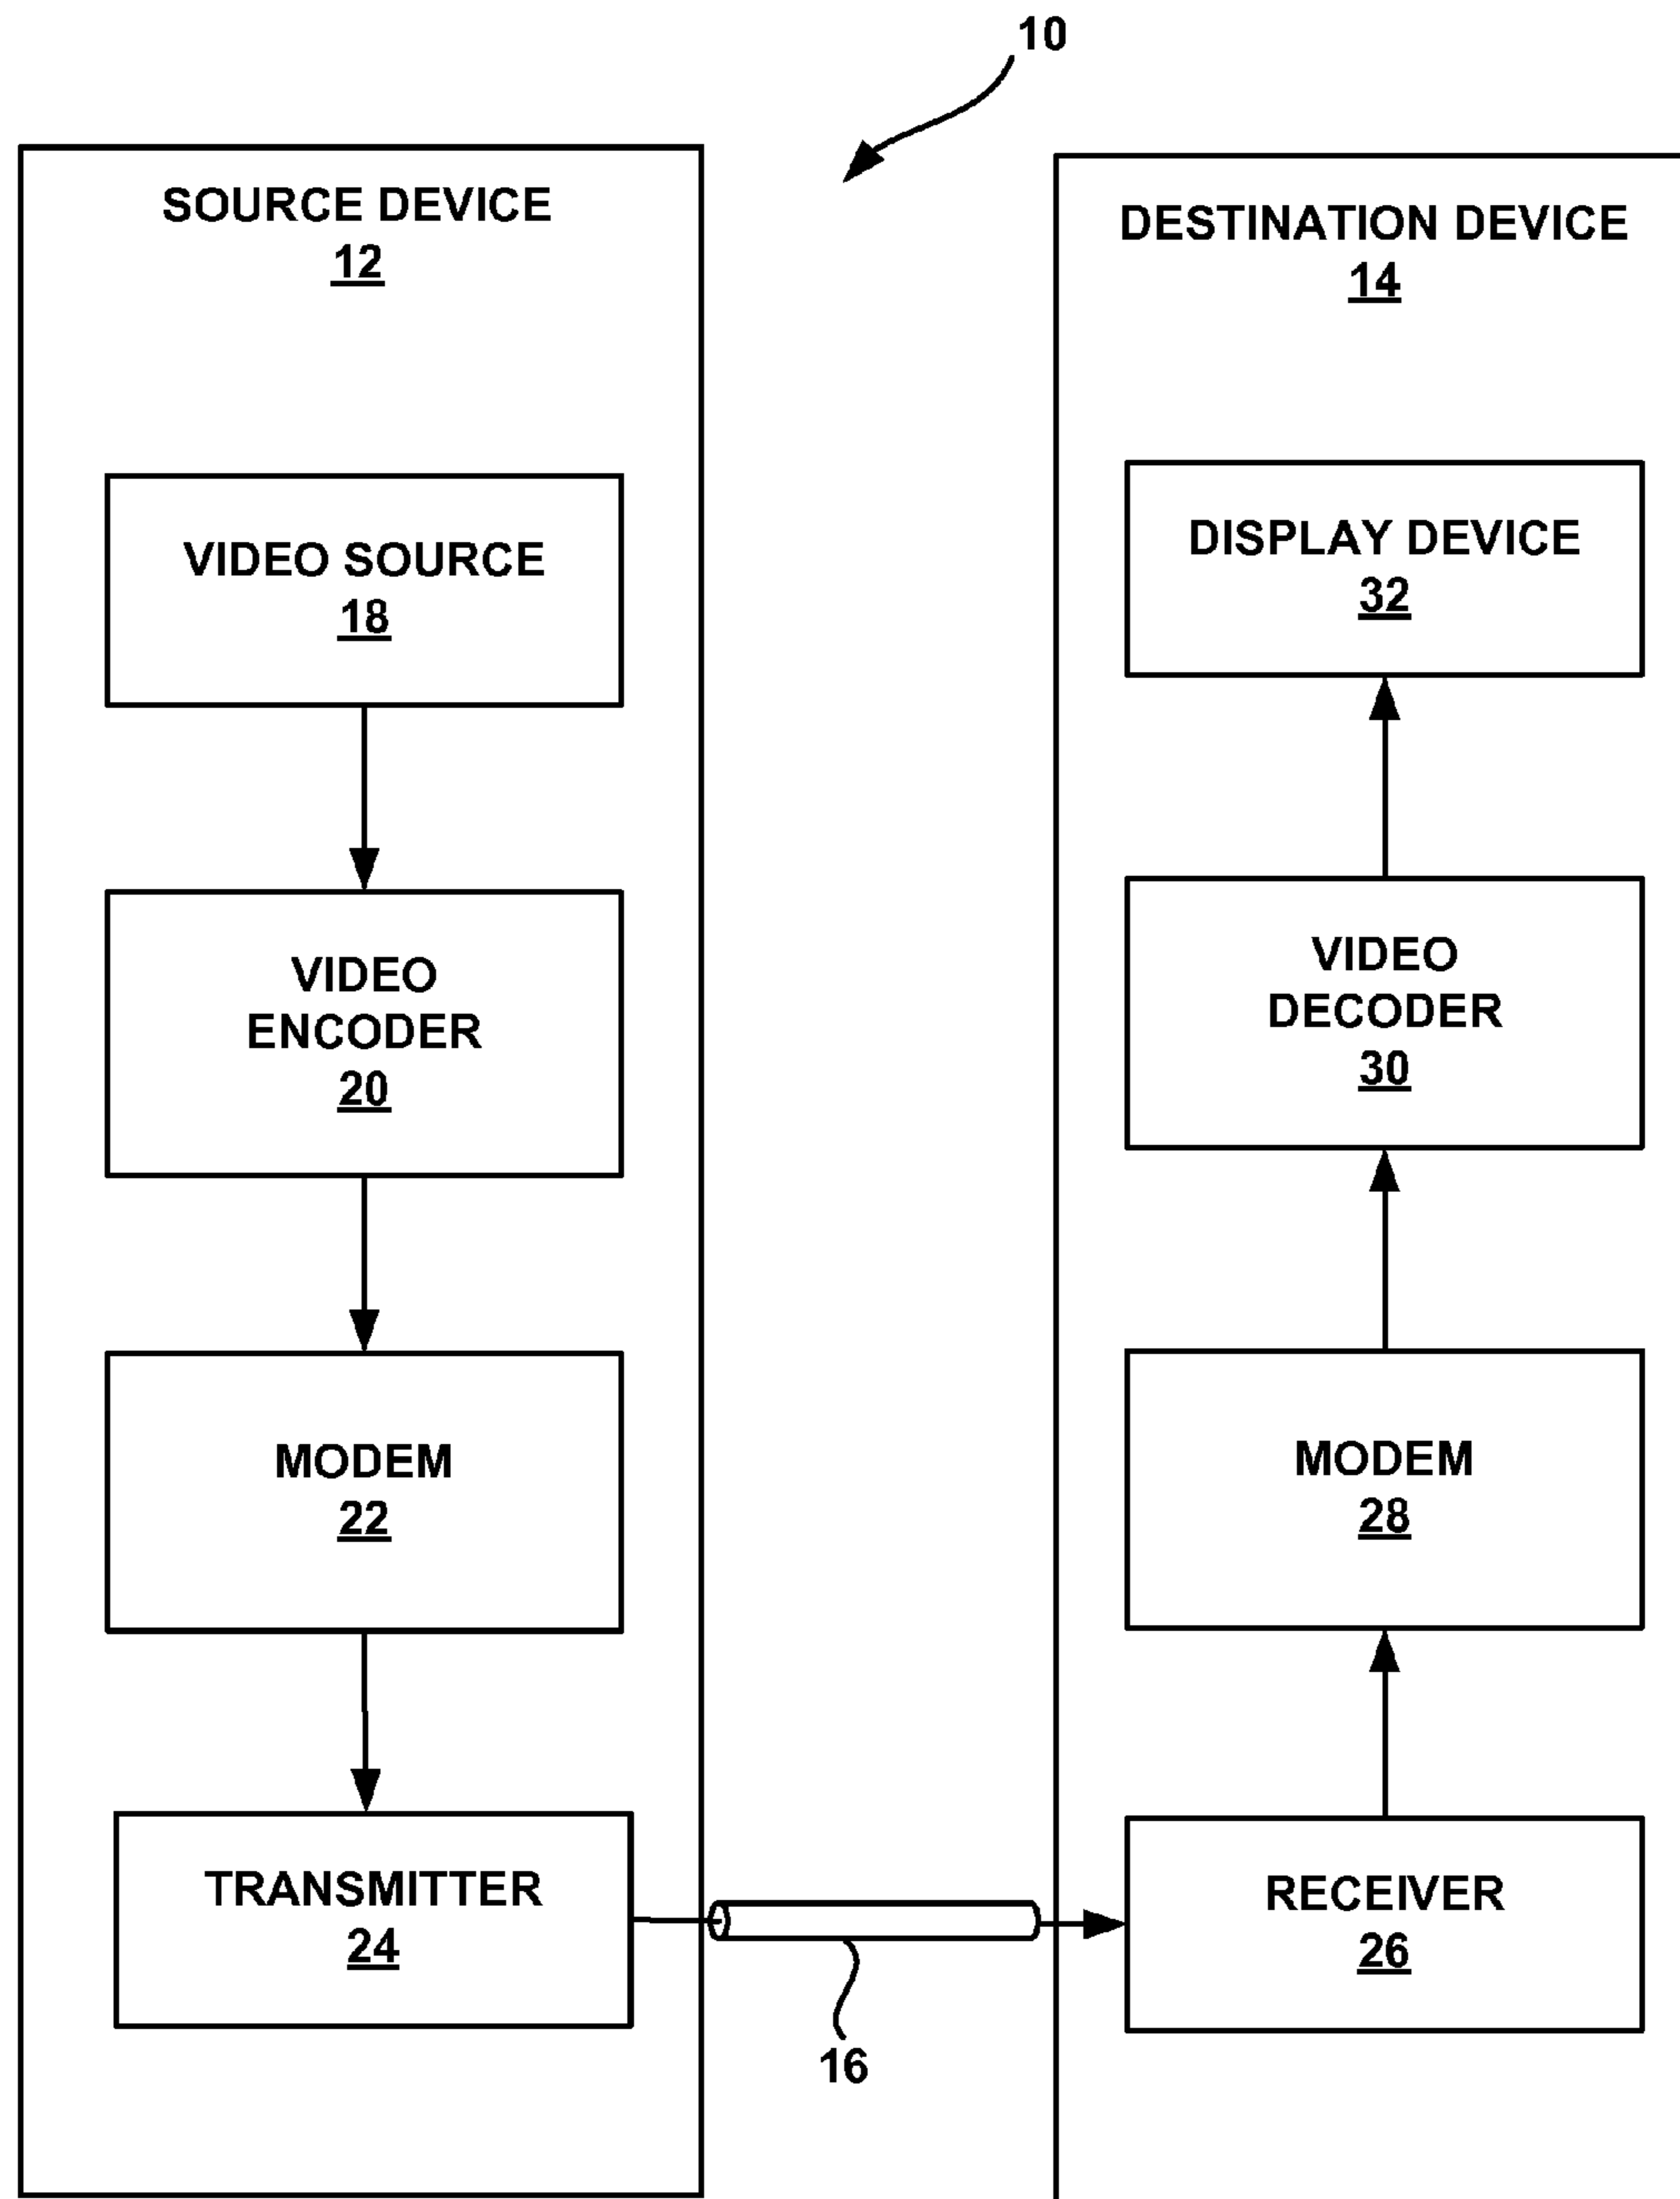 10
SOURCE DEVICE
12
VIDEO SOURCE
18
VIDEO
ENCODER
20
MODEM
22
TRANSMITTER
24
16
DESTINATION DEVICE
14
DISPLAY DEVICE
32
VIDEO
DECODER
30
MODEM
28
RECEIVER
26